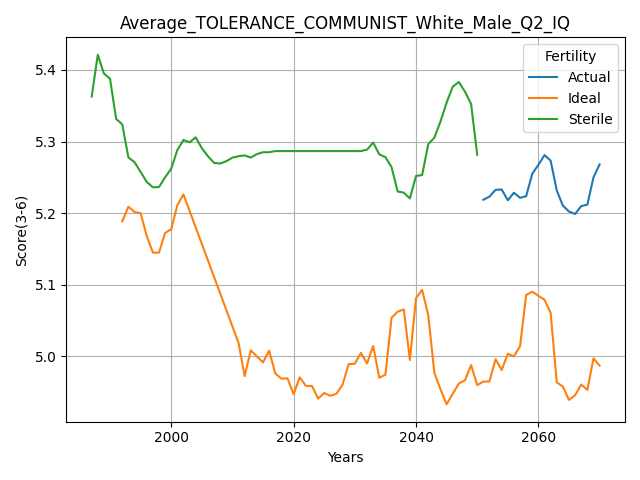 Average_TOLERANCE_COMMUNIST_White_Male_Q2_IQ
Fertility
Actual
Ideal
Sterile
Score(3-6)
5.4
5.3
5.2
5.1
5.0
2000
2020
2040
2060
Years